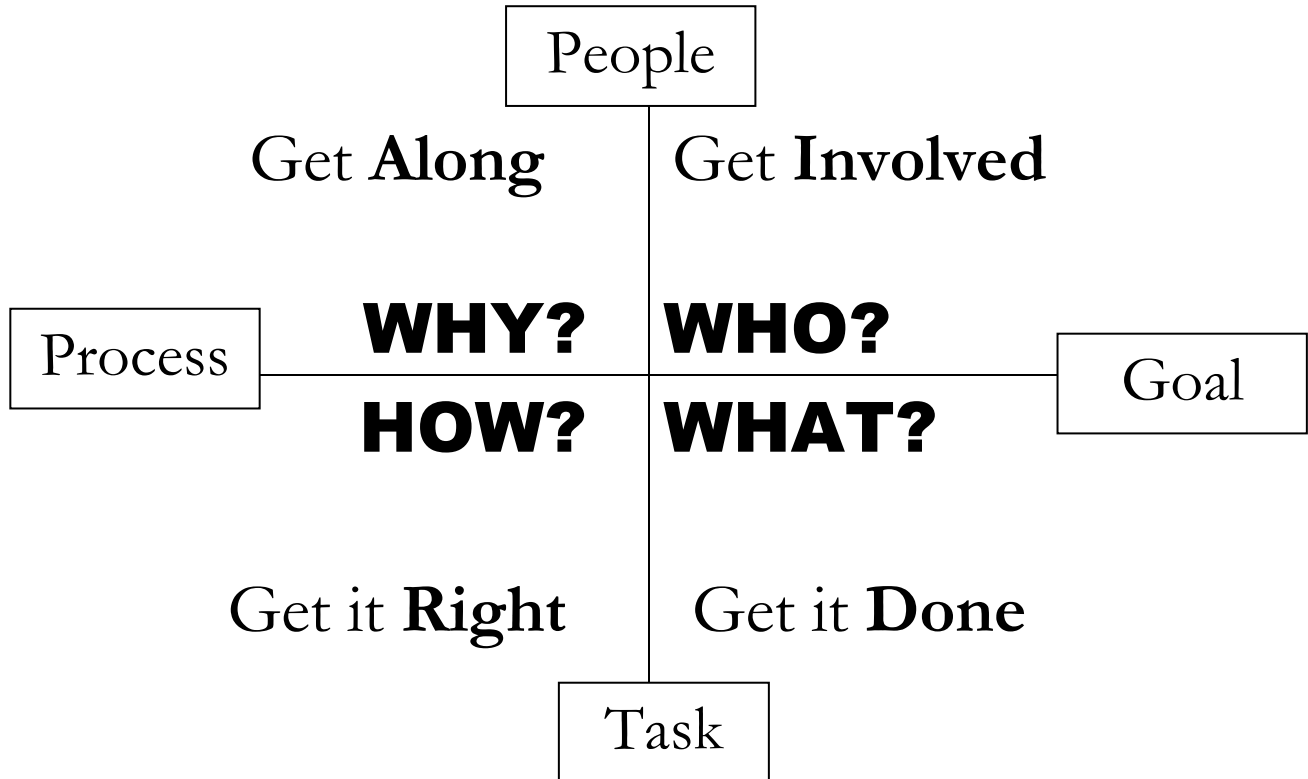 People
Get Along Get Involved
WHY? WHO?
Process
Goal
HOW? WHAT?
Get it Right Get it Done
Task